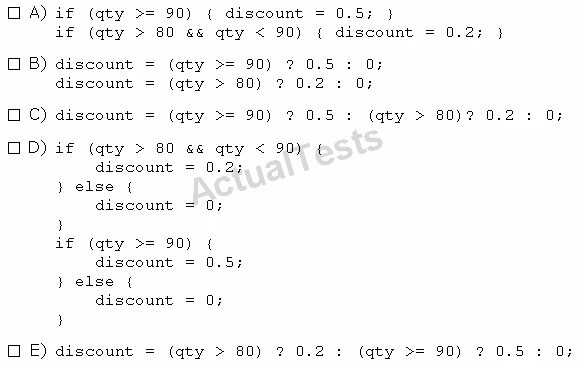 A) if (qty >= 90) { discount = 0.5; }
if (qty > 80 && qty < 90) { discount = 0.2; }
B) discount = (qty >= 90) ? 0.5 : 0;
discount = (qty > 80) ? 0.2 : 0;
C) discount = (qty >= 90) ? 0.5 : (qty > 80)? 0.2 : 0;
D) if (qty > 80 && qty < 90) {
discount = 0.2;
} else {
discount = 0;
}
if (qty >= 90) {
discount = 0.5;
} else {
discount = 0;
}
E) discount = (qty > 80) ? 0.2 : (qty >= 90) ? 0.5 : 0;
ActualTests